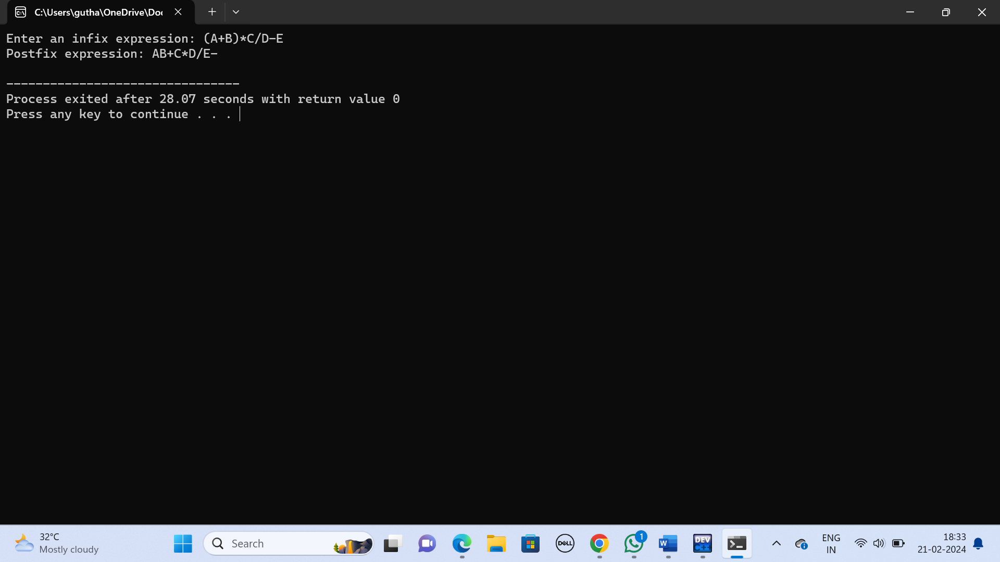 C:\Users\gutha\OneDrive\Do
Enter an infix expression: (A+B)*C/D-E
Postfix expression: AB+C*D/E-
--------------------------------
Process exited after 28.07 seconds with return value 0
Press any key to continue . . .
32°C
Mostly cloudy
Search
DELL
1
W
DEV
C++
ENG
IN
18:33
21-02-2024